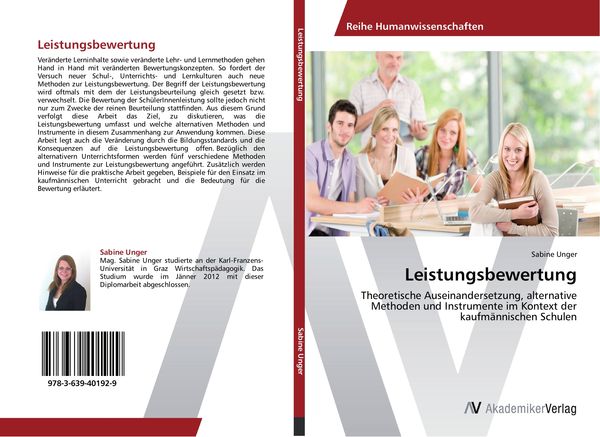 Leistungsbewertung
Veränderte Lerninhalte sowie veränderte Lehr- und Lernmethoden gehen
Hand in Hand mit veränderten Bewertungskonzepten. So fordert der
Versuch neuer Schul-, Unterrichts- und Lernkulturen auch neue
Methoden zur Leistungsbewertung. Der Begriff der Leistungsbewertung
wird oftmals mit dem der Leistungsbeurteilung gleich gesetzt bzw.
verwechselt. Die Bewertung der SchülerInnenleistung sollte jedoch nicht
nur zum Zwecke der reinen Beurteilung stattfinden. Aus diesem Grund
verfolgt diese Arbeit das Ziel, zu diskutieren, was die
Leistungsbewertung umfasst und welche alternativen Methoden und
Instrumente in diesem Zusammenhang zur Anwendung kommen. Diese
Arbeit legt auch die Veränderung durch die Bildungsstandards und die
Konsequenzen auf die Leistungsbewertung offen. Bezüglich den
alternativern Unterrichtsformen werden fünf verschiedene Methoden
und Instrumente zur Leistungsbewertung angeführt. Zusätzlich werden
Hinweise für die praktische Arbeit gegeben, Beispiele für den Einsatz im
kaufmännischen Unterricht gebracht und die Bedeutung für die
Bewertung erläutert.
Sabine Unger
Mag. Sabine Unger studierte an der Karl-Franzens-
Universität in Graz Wirtschaftspädagogik. Das
Studium wurde im Jänner 2012 mit dieser
Diplomarbeit abgeschlossen.
978-3-639-40192-9
Leistungsbewertung
Sabine Unger
Reihe Humanwissenschaften
Sabine Unger
Leistungsbewertung
Theoretische Auseinandersetzung, alternative
Methoden und Instrumente im Kontext der
kaufmännischen Schulen
AV AkademikerVerlag